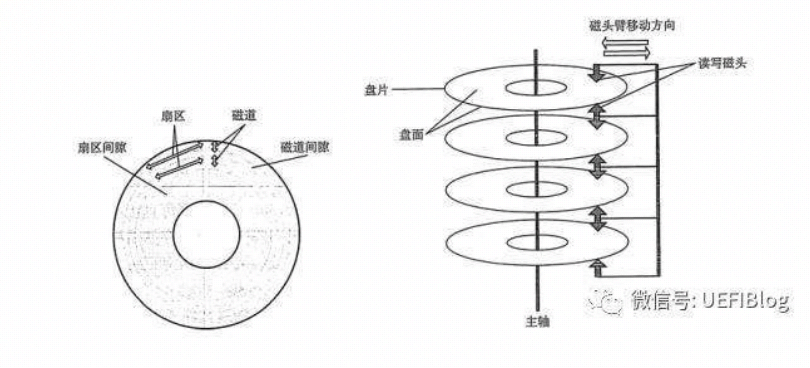 磁头臂移动方向
读写磁头
盘片
盘面
扇区
磁道
扇区间隙
磁道间隙
主轴
微信号: UEFIBlog